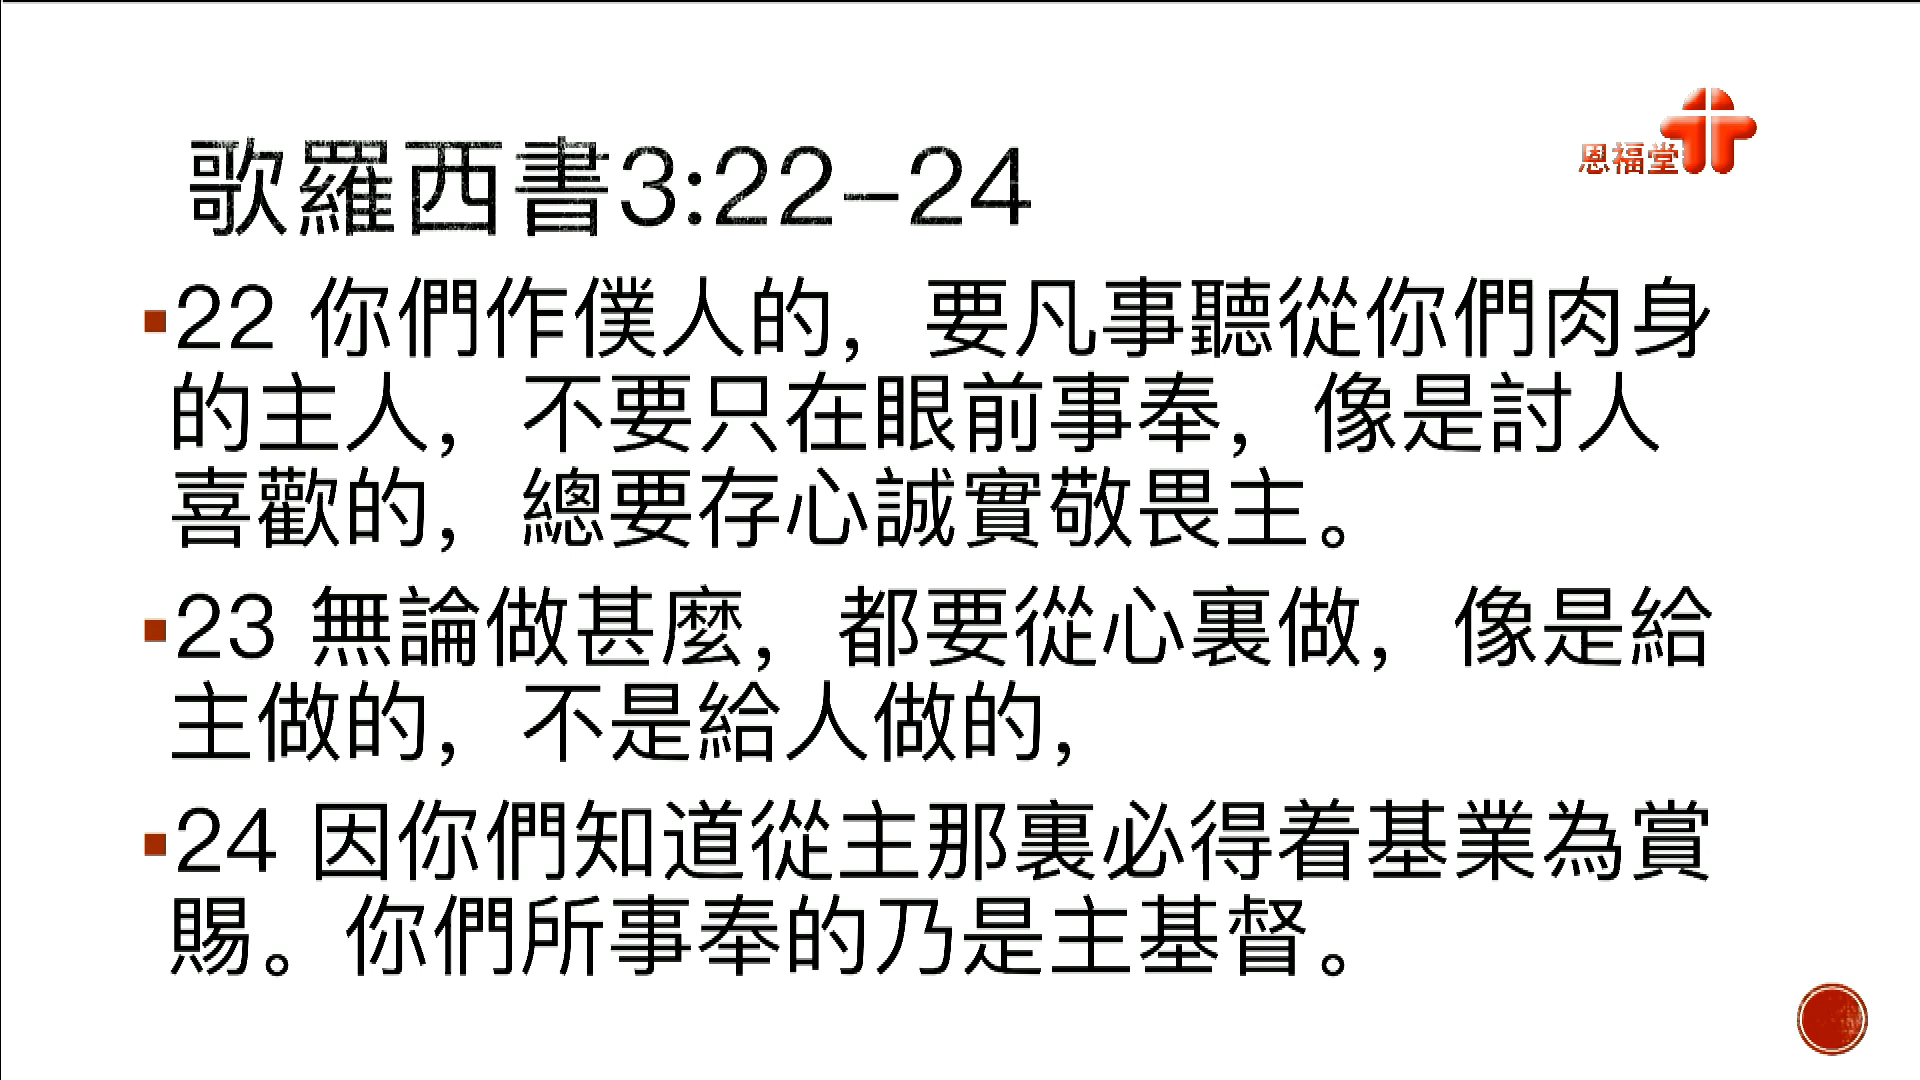 恩福堂
歌羅西書3:22-24
22 你們作僕人的，要凡事聽從你們肉身
的主人，不要只在眼前事奉，像是討人
喜歡的，總要存心誠實敬畏主。
23 無論做甚麼，都要從心裏做，像是給
主做的，不是給人做的，
24 因你們知道從主那裏必得着基業為賞
賜。你們所事奉的乃是主基督。